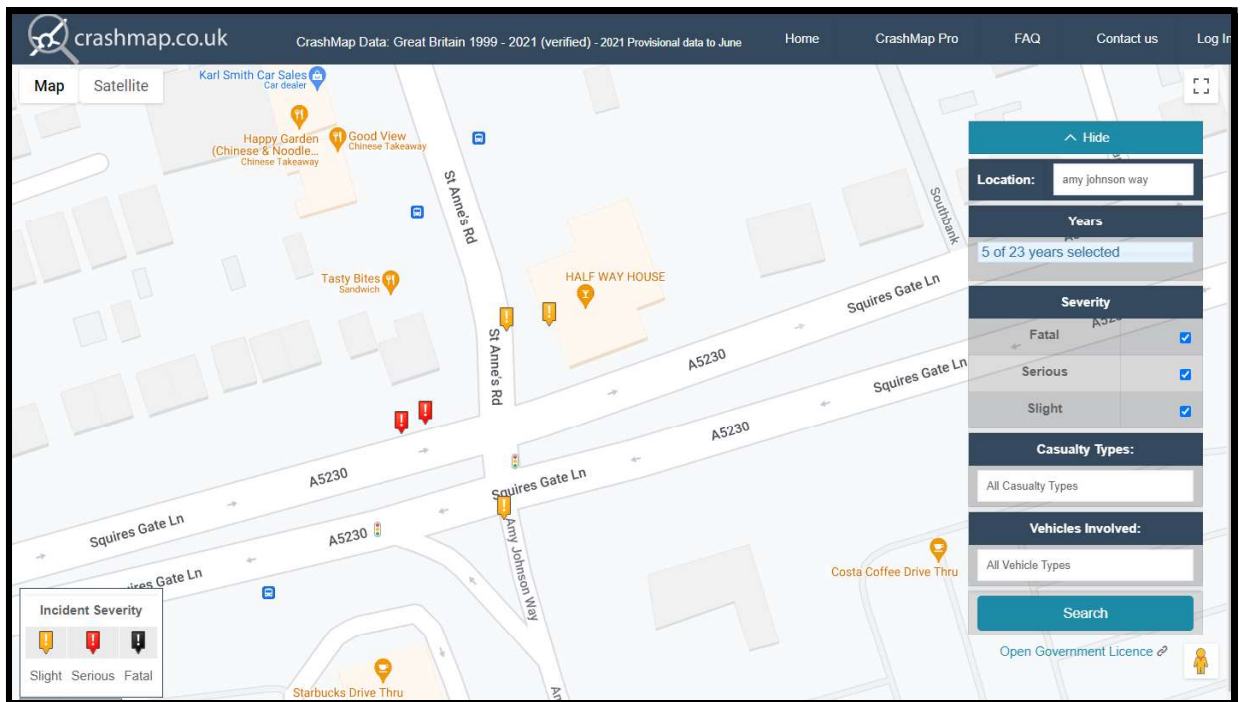 crashmap.co.uk
CrashMap Data: Great Britain 1999 - 2021 (verified) - 2021 Provisional data to June
Home
CrashMap Pro
FAQ
Contact us
Log In
Map
Satellite
Karl Smith Car Sales
Car dealer
Happy Garden
(Chinese & Noodle...
Chinese Takeaway
Good View
Chinese Takeaway
St Anne's Rd
Southbank
Hide
Location:
amy johnson way
Years
5 of 23 years selected
Severity
Fatal
Serious
Slight
Casualty Types:
All Casualty Types
Vehicles Involved:
All Vehicle Types
Search
Open Government Licence
Tasty Bites
Sandwich
HALF WAY HOUSE
Squires Gate Ln
St Anne's Rd
A5230
Squires Gate Ln
A5230
A5230
Squires Gate Ln
Squires Gate Ln
A5230
Amy Johnson Way
Costa Coffee Drive Thru
Starbucks Drive Thru
Incident Severity
Slight
Serious
Fatal